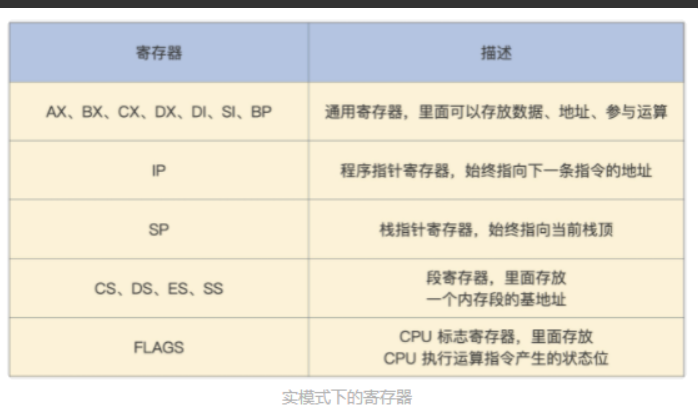 寄存器 描述
AX、BX、CX、DX、DI、SI、BP 通用寄存器，里面可以存放数据、地址、参与运算
IP 程序指针寄存器，始终指向下一条指令的地址
SP 栈指针寄存器，始终指向当前栈顶
CS、DS、ES、SS 段寄存器，里面存放
一个内存段的基地址
FLAGS CPU 标志寄存器，里面存放
CPU 执行运算指令产生的状态位
实模式下的寄存器